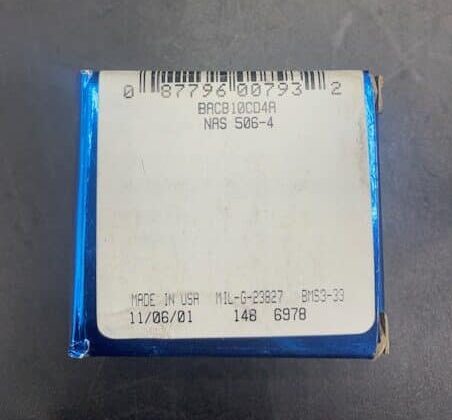 0 87796 00793 2
BACB10CD4A
NAS 506-4
MADE IN USA MIL-G-23827 BMS3-33
11/06/01 148 6978